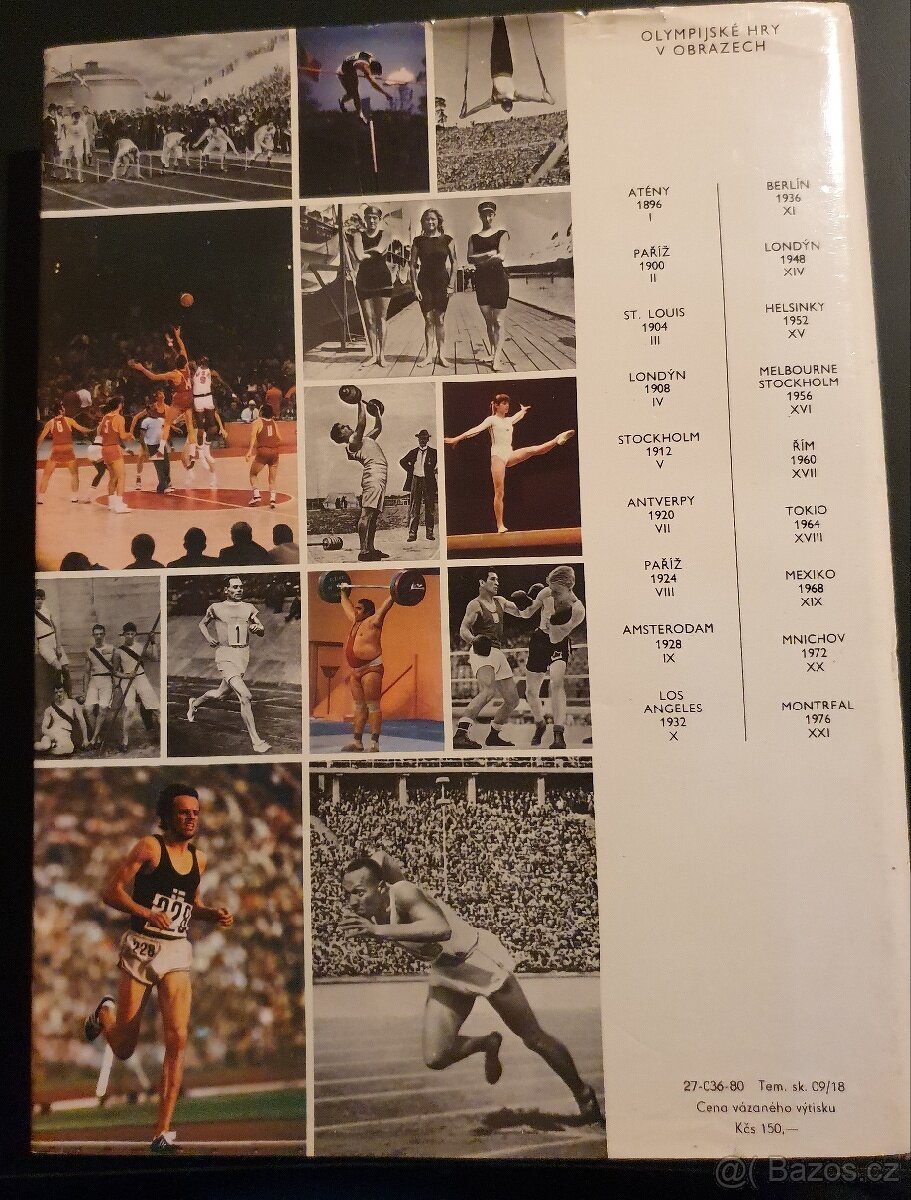 OLYMPIJSKÉ HRY
V OBRAZECH
ATÉNY
1896
I
PAŘÍŽ
1900
II
ST. LOUIS
1904
III
LONDÝN
1908
IV
STOCKHOLM
1912
V
ANTVERPY
1920
VII
PAŘÍŽ
1924
VIII
AMSTERODAM
1928
IX
LOS
ANGELES
1932
X
BERLÍN
1936
XI
LONDÝN
1948
XIV
HELSINKY
1952
XV
MELBOURNE
STOCKHOLM
1956
XVI
ŘÍM
1960
XVII
TOKIO
1964
XVIII
MEXIKO
1968
XIX
MNICHOV
1972
XX
MONTREAL
1976
XXI
1
228
228
27-036-80 Tem. sk. 09/18
Cena vázaného výtisku
Kčs 150,—
@( Bazos.cz